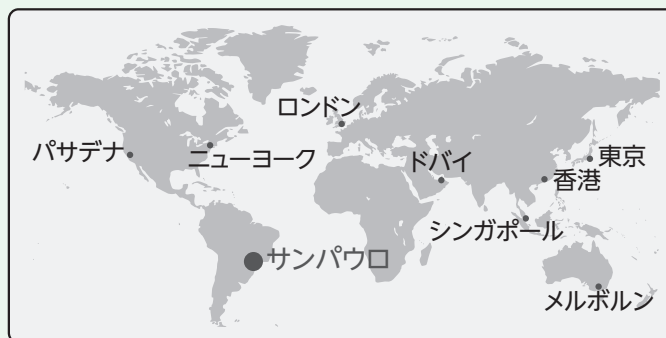 ロンドン
パサデナ
ニューヨーク
ドバイ
東京
香港
シンガポール
サンパウロ
メルボルン